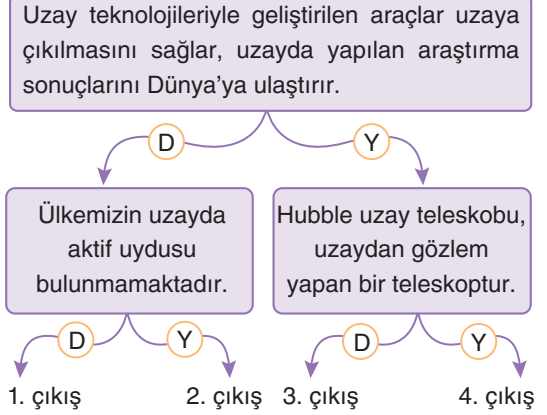 Uzay teknolojileriyle geliştirilen araçlar uzaya
çıkılmasını sağlar, uzayda yapılan araştırma
sonuçlarını Dünya'ya ulaştırır.
D
Y
Ülkemizin uzayda
aktif uydusu
bulunmamaktadır.
Hubble uzay teleskobu,
uzaydan gözlem
yapan bir teleskoptur.
D
Y
D
Y
1. çıkış
2. çıkış
3. çıkış
4. çıkış